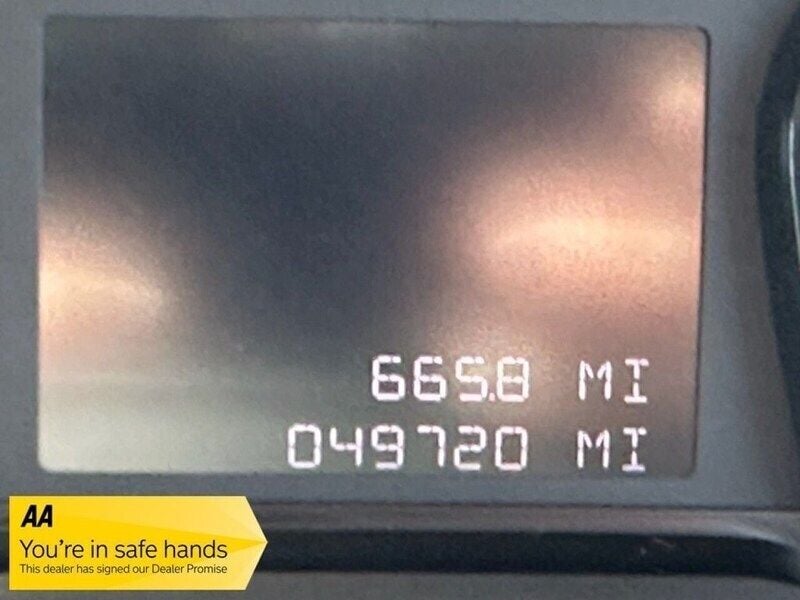 665.8 MI
049720 MI
AA
You're in safe hands
This dealer has signed our Dealer Promise